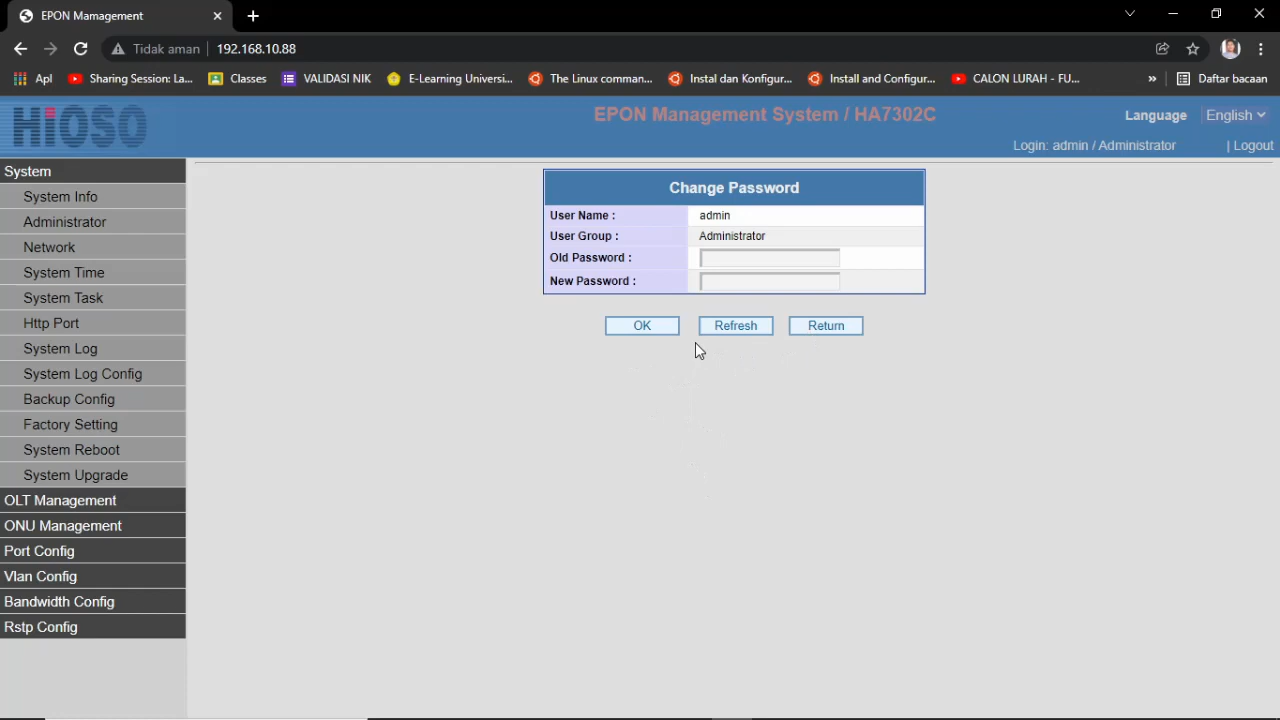 EPON Mamagement
Tidak aman 192.168.10.88
Apl Sharing Session: La... Classes VALIDASI NIK E-Learning Universi... The Linux comman... Instal dan Konfigur... Install and Configur... CALON LURAH - FU... » Daftar bacaan
HiOSO
EPON Management System / HA7302C
Language English
Login: admin / Administrator | Logout
System
System Info
Administrator
Network
System Time
System Task
Http Port
System Log
System Log Config
Backup Config
Factory Setting
System Reboot
System Upgrade
OLT Management
ONU Management
Port Config
Vlan Config
Bandwidth Config
Rstp Config
Change Password
User Name : admin
User Group : Administrator
Old Password :
New Password :
OK Refresh Return